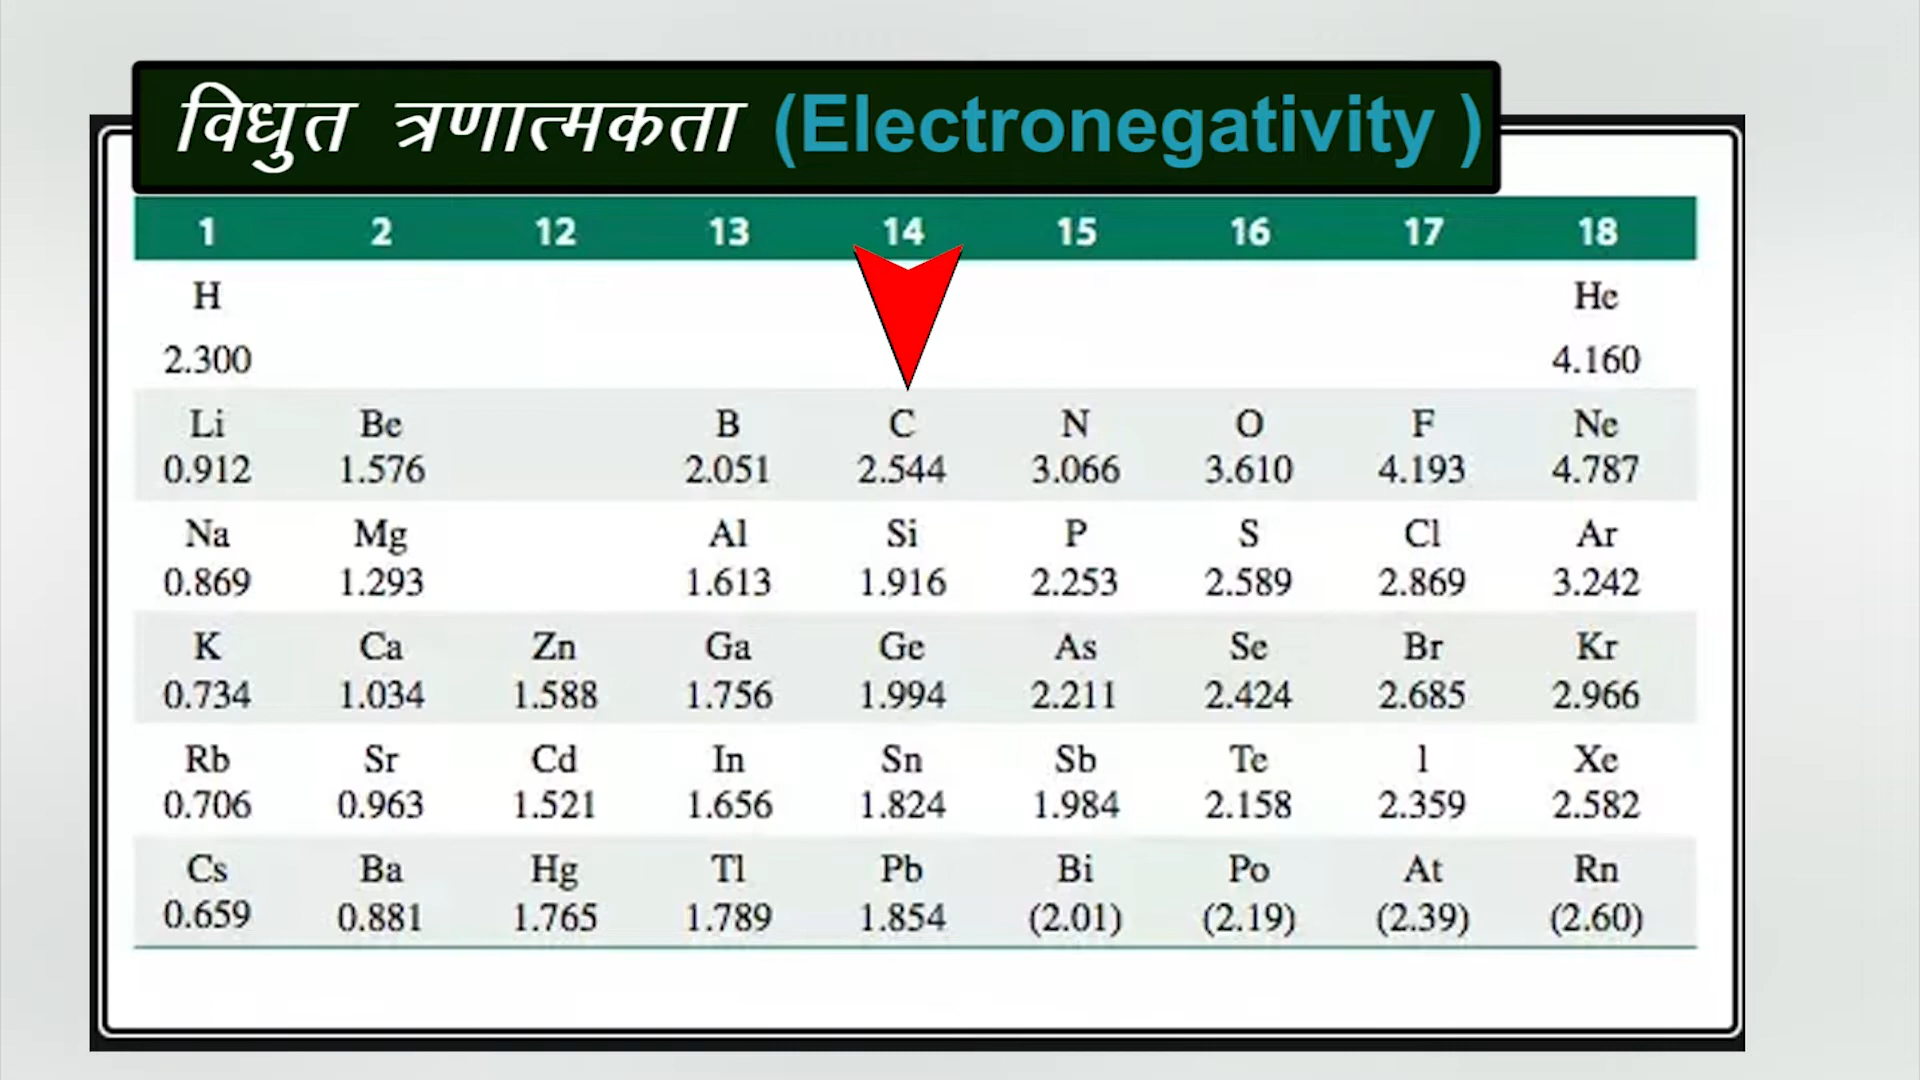 विधुत त्रणात्मकता (Electronegativity )
1 2 12 13 14 15 16 17 18
H He
2.300 4.160
Li Be B C N O F Ne
0.912 1.576 2.051 2.544 3.066 3.610 4.193 4.787
Na Mg Al Si P S Cl Ar
0.869 1.293 1.613 1.916 2.253 2.589 2.869 3.242
K Ca Zn Ga Ge As Se Br Kr
0.734 1.034 1.588 1.756 1.994 2.211 2.424 2.685 2.966
Rb Sr Cd In Sn Sb Te l Xe
0.706 0.963 1.521 1.656 1.824 1.984 2.158 2.359 2.582
Cs Ba Hg Tl Pb Bi Po At Rn
0.659 0.881 1.765 1.789 1.854 (2.01) (2.19) (2.39) (2.60)